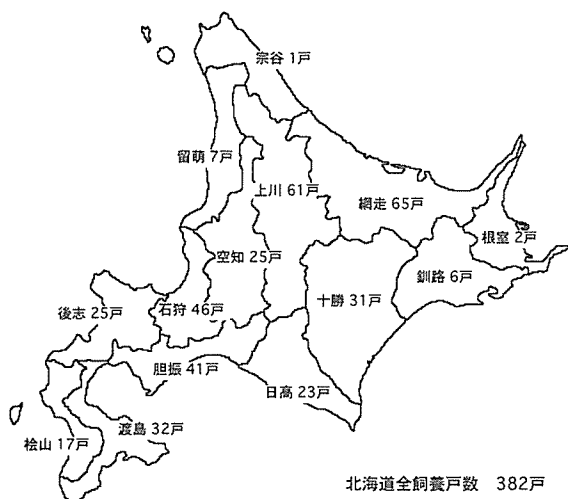 宗谷 1戸
留萌 7戸
上川 61戸
網走 65戸
根室 2戸
空知 25戸
釧路 6戸
十勝 31戸
後志 25戸
石狩 46戸
胆振 41戸
日高 23戸
渡島 32戸
桧山 17戸
北海道全飼養戸数 382戸